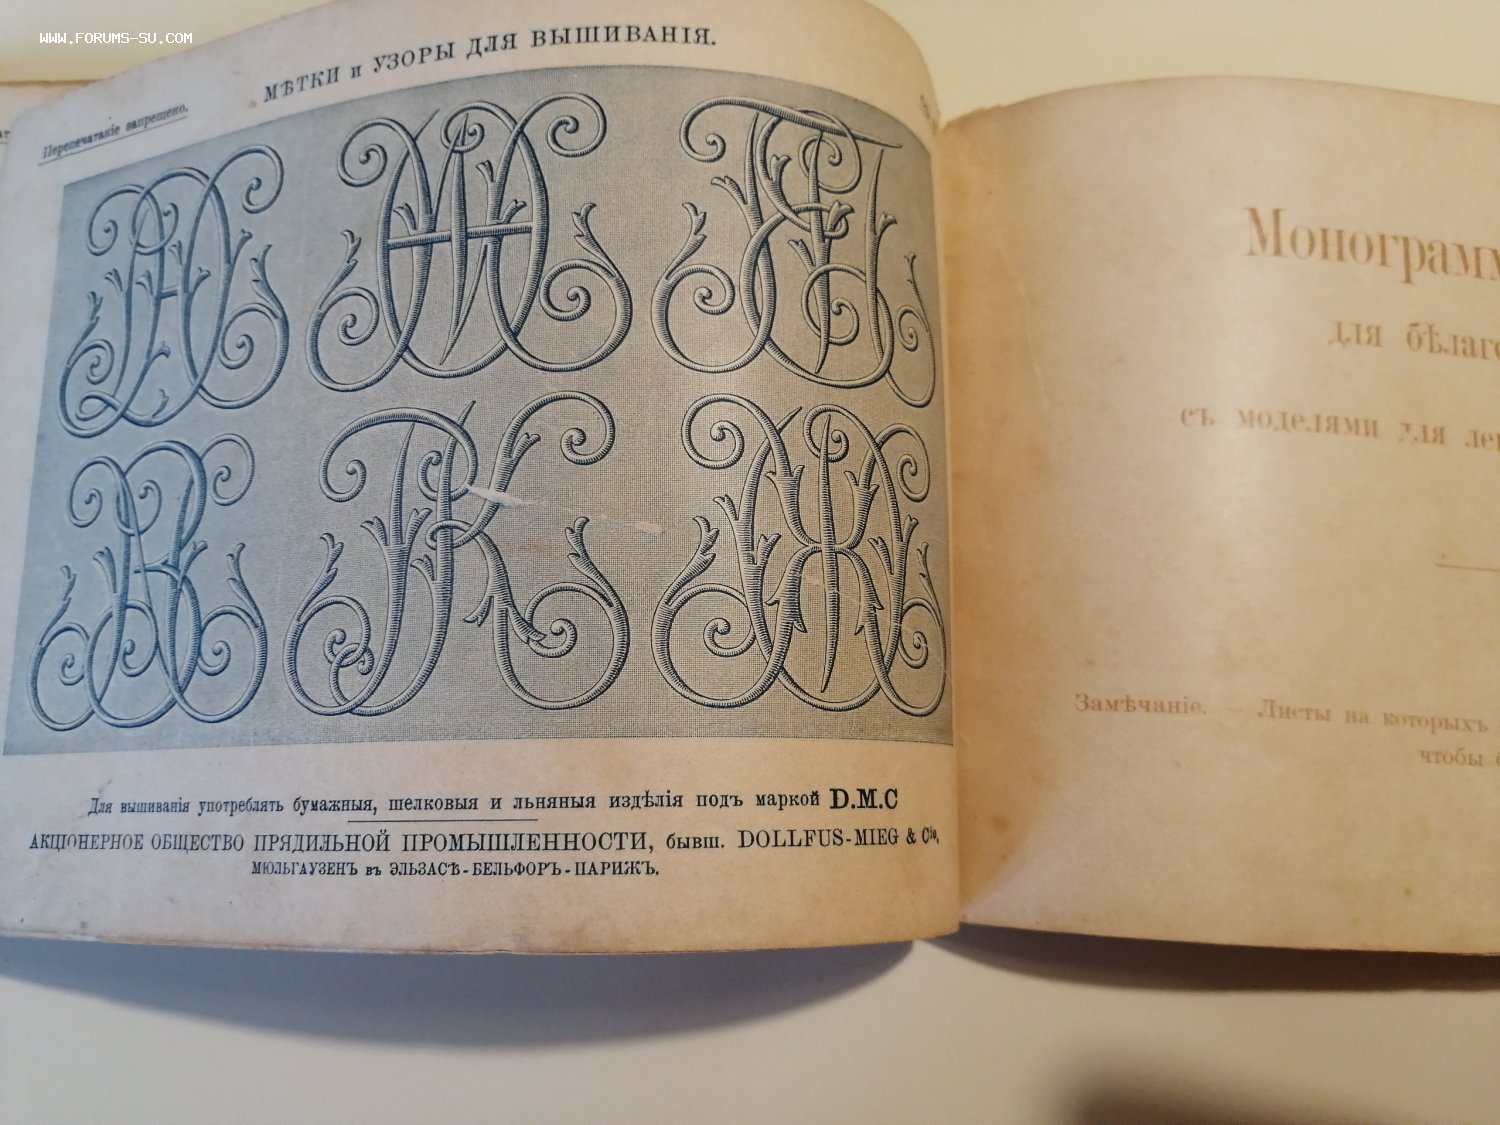 WWW.FORUMS-SU.COM
МѢТКИ и УЗОРЫ ДЛЯ ВЫШИВАНІЯ.
Перепечатаніе запрещено.
Для вышиванія употреблять бумажныя, шелковыя и льняныя издѣлія подъ маркой D.M.C
АКЦІОНЕРНОЕ ОБЩЕСТВО ПРЯДИЛЬНОЙ ПРОМЫШЛЕННОСТИ, бывш. DOLLFUS-MIEG & Cie,
МЮЛЬГАУЗЕНЪ въ ЭЛЬЗАСѢ-БЕЛЬФОРЪ-ПАРИЖЪ.
Монограмм
для бѣлаго
съ моделями для
Замѣчаніе. — Листы на которыхъ
чтобы